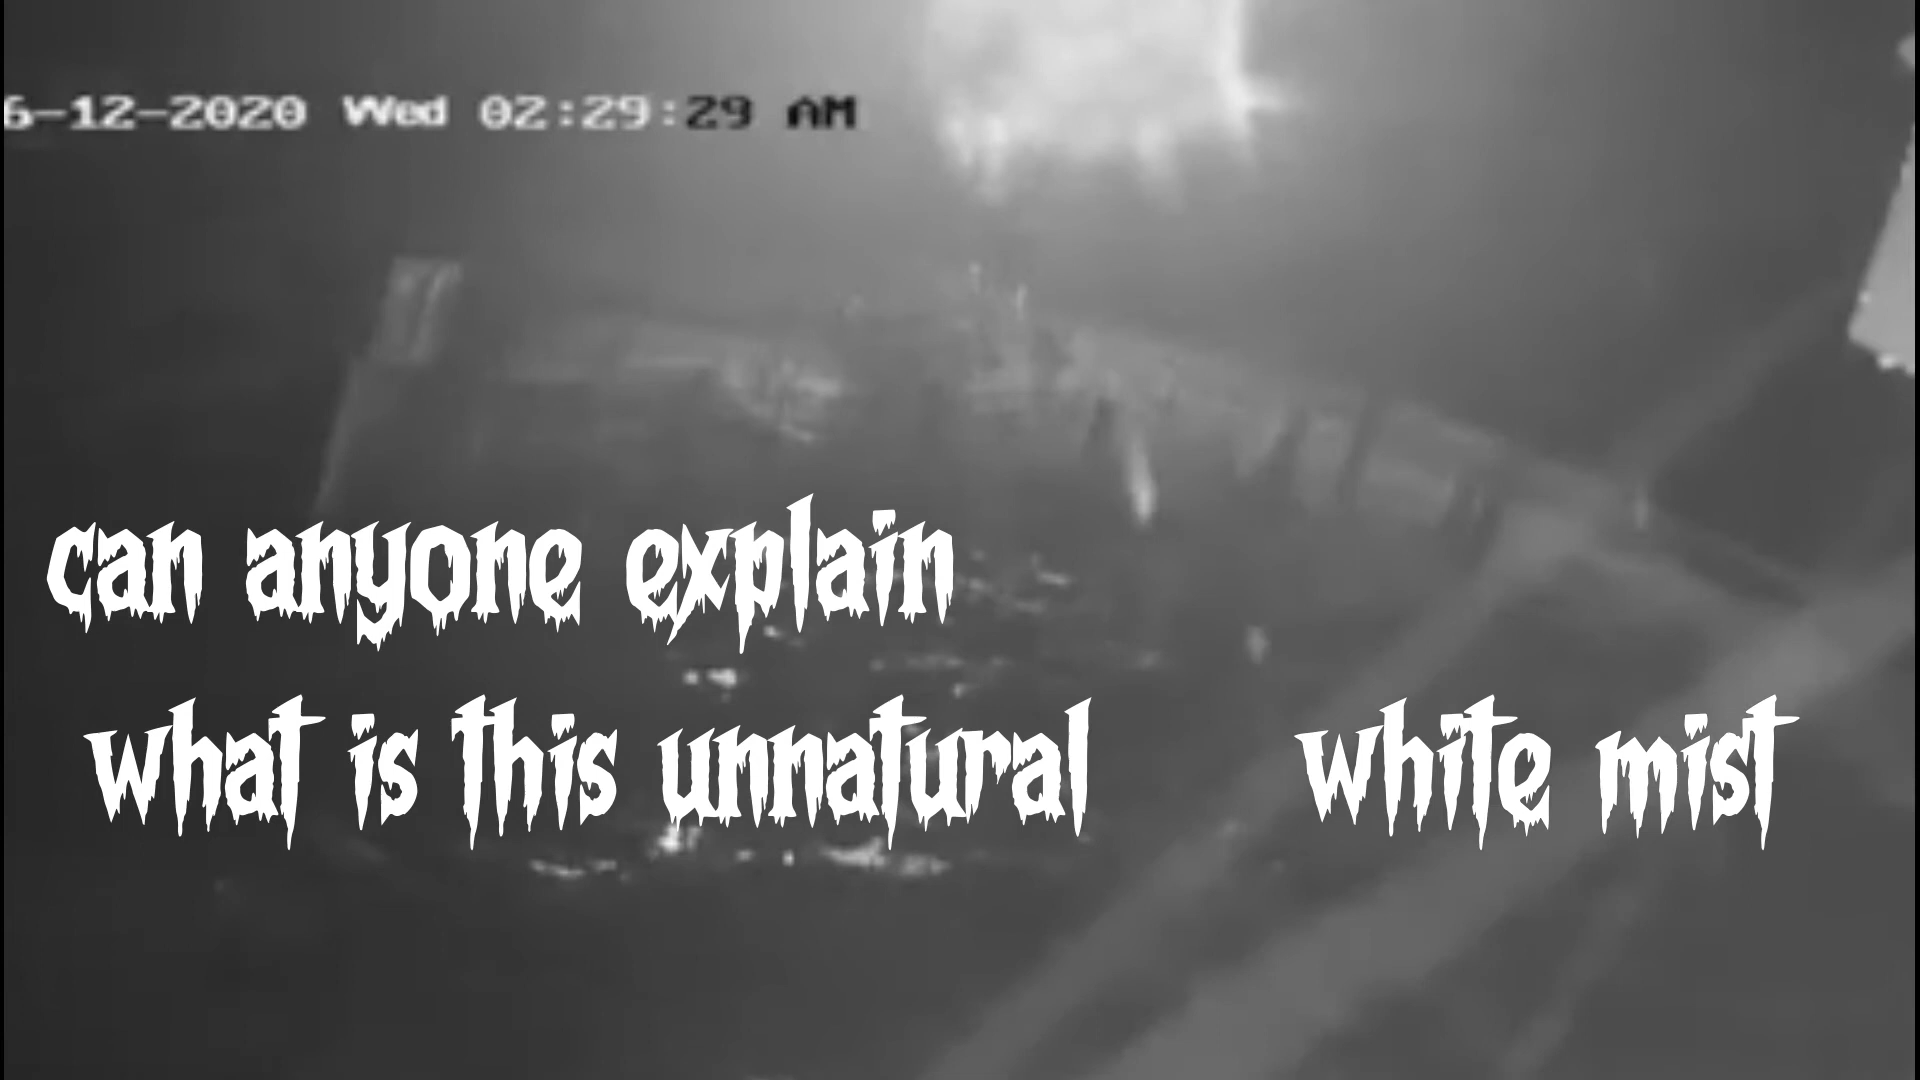 6-12-2020 Wed 02:29:29 AM
can anyone explain
what is this unnatural white mist